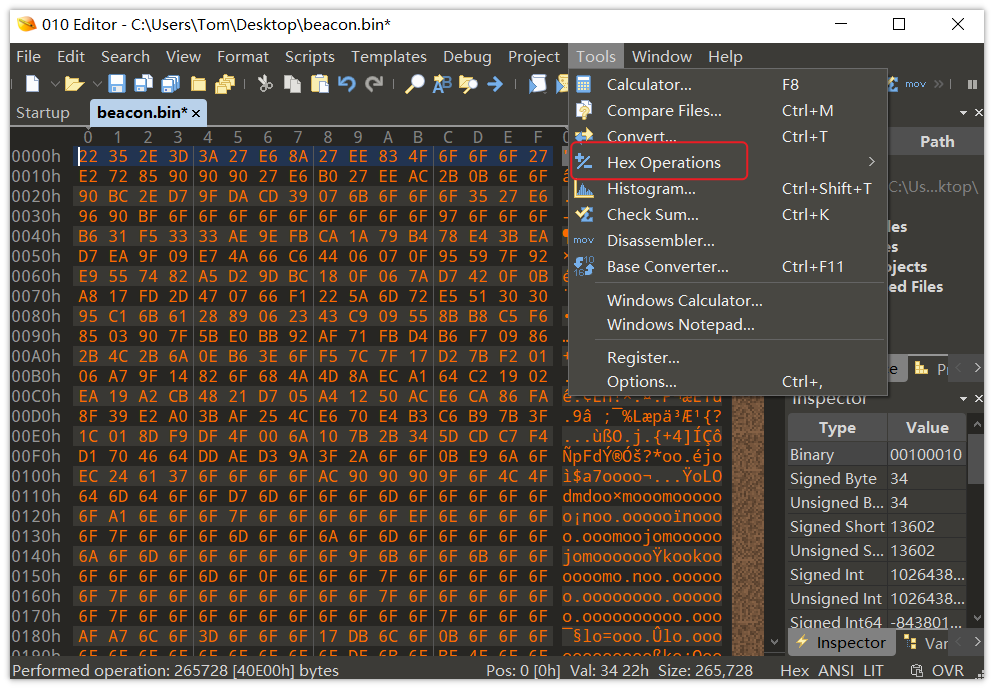 010 Editor - C:\Users\Tom\Desktop\beacon.bin*
File Edit Search View Format Scripts Templates Debug Project Tools Window Help
mov
Startup beacon.bin*
0 1 2 3 4 5 6 7 8 9 A B C D E F
0000h 22 35 2E 3D 3A 27 E6 8A 27 EE 83 4F 6F 6F 6F 27
0010h E2 72 85 90 90 90 27 E6 B0 27 EE AC 2B 0B 6E 6F
0020h 90 BC 2E D7 9F DA CD 39 07 6B 6F 6F 6F 35 27 E6
0030h 96 90 BF 6F 6F 6F 6F 6F 6F 6F 6F 6F 97 6F 6F 6F
0040h B6 31 F5 33 33 AE 9E FB CA 1A 79 B4 78 E4 3B EA
0050h D7 EA 9F 09 E7 4A 66 C6 44 06 07 0F 95 59 7F 92
0060h E9 55 74 82 A5 D2 9D BC 18 0F 06 7A D7 42 0F 0B
0070h A8 17 FD 2D 47 07 66 F1 22 5A 6D 72 E5 51 30 30
0080h 95 C1 6B 61 28 89 06 23 43 C9 09 55 8B B8 C5 F6
0090h 85 03 90 7F 5B E0 BB 92 AF 71 FB D4 B6 F7 09 86
00A0h 2B 4C 2B 6A 0E B6 3E 6F F5 7C 7F 17 D2 7B F2 01
00B0h 06 A7 9F 14 82 6F 68 4A 4D 8A EC A1 64 C2 19 02
00C0h EA 19 A2 CB 48 21 D7 05 A4 12 50 AC E6 CA 86 FA
00D0h 8F 39 E2 A0 3B AF 25 4C E6 70 E4 B3 C6 B9 7B 3F .9â ;¯%Læpä³Æ¹{?
00E0h 1C 01 8D F9 DF 4F 00 6A 10 7B 2B 34 5D CD C7 F4 ...ùßO.j.{+4]ÍÇô
00F0h D1 70 46 64 DD AE D3 9A 3F 2A 6F 6F 0B E9 6A 6F ÑpFdÝ®Óš?*oo.éjo
0100h EC 24 61 37 6F 6F 6F 6F AC 90 90 90 9F 6F 4C 4F ì$a7oooo¬...ŸoLO
0110h 64 6D 64 6F 6F D7 6D 6F 6F 6F 6D 6F 6F 6F 6F 6F dmdoo×mooomooooo
0120h 6F A1 6E 6F 6F 7F 6F 6F 6F 6F 6F EF 6E 6F 6F 6F o¡noo.oooooïnooo
0130h 6F 7F 6F 6F 6F 6D 6F 6F 6A 6F 6D 6F 6F 6F 6F 6F o.ooomoojomooooo
0140h 6A 6F 6D 6F 6F 6F 6F 6F 6F 9F 6B 6F 6F 6B 6F 6F jomooooooŸkookoo
0150h 6F 6F 6F 6F 6D 6F 0F 6E 6F 6F 7F 6F 6F 6F 6F 6F oooomo.noo.ooooo
0160h 6F 7F 6F 6F 6F 6F 6F 6F 6F 6F 7F 6F 6F 6F 6F 6F o.oooooooo.ooooo
0170h 6F 7F 6F 6F 6F 6F 6F 6F 6F 6F 6F 6F 7F 6F 6F 6F o.oooooooooo.ooo
0180h AF A7 6C 6F 3D 6F 6F 6F 17 DB 6C 6F 0B 6F 6F 6F ¯§lo=ooo.Ûlo.ooo
Calculator... F8
Compare Files... Ctrl+M
Convert... Ctrl+T
Hex Operations
Histogram... Ctrl+Shift+T
Check Sum... Ctrl+K
Disassembler...
Base Converter... Ctrl+F11
Windows Calculator...
Windows Notepad...
Register...
Options... Ctrl+,
mov
Path
C:\Us...ktop\
Inspector
Type Value
Binary 00100010
Signed Byte 34
Unsigned B... 34
Signed Short 13602
Unsigned S... 13602
Signed Int 1026438...
Unsigned Int 1026438...
Signed Int64 -843801...
Inspector
Performed operation: 265728 [40E00h] bytes Pos: 0 [0h] Val: 34 22h Size: 265,728 Hex ANSI LIT OVR